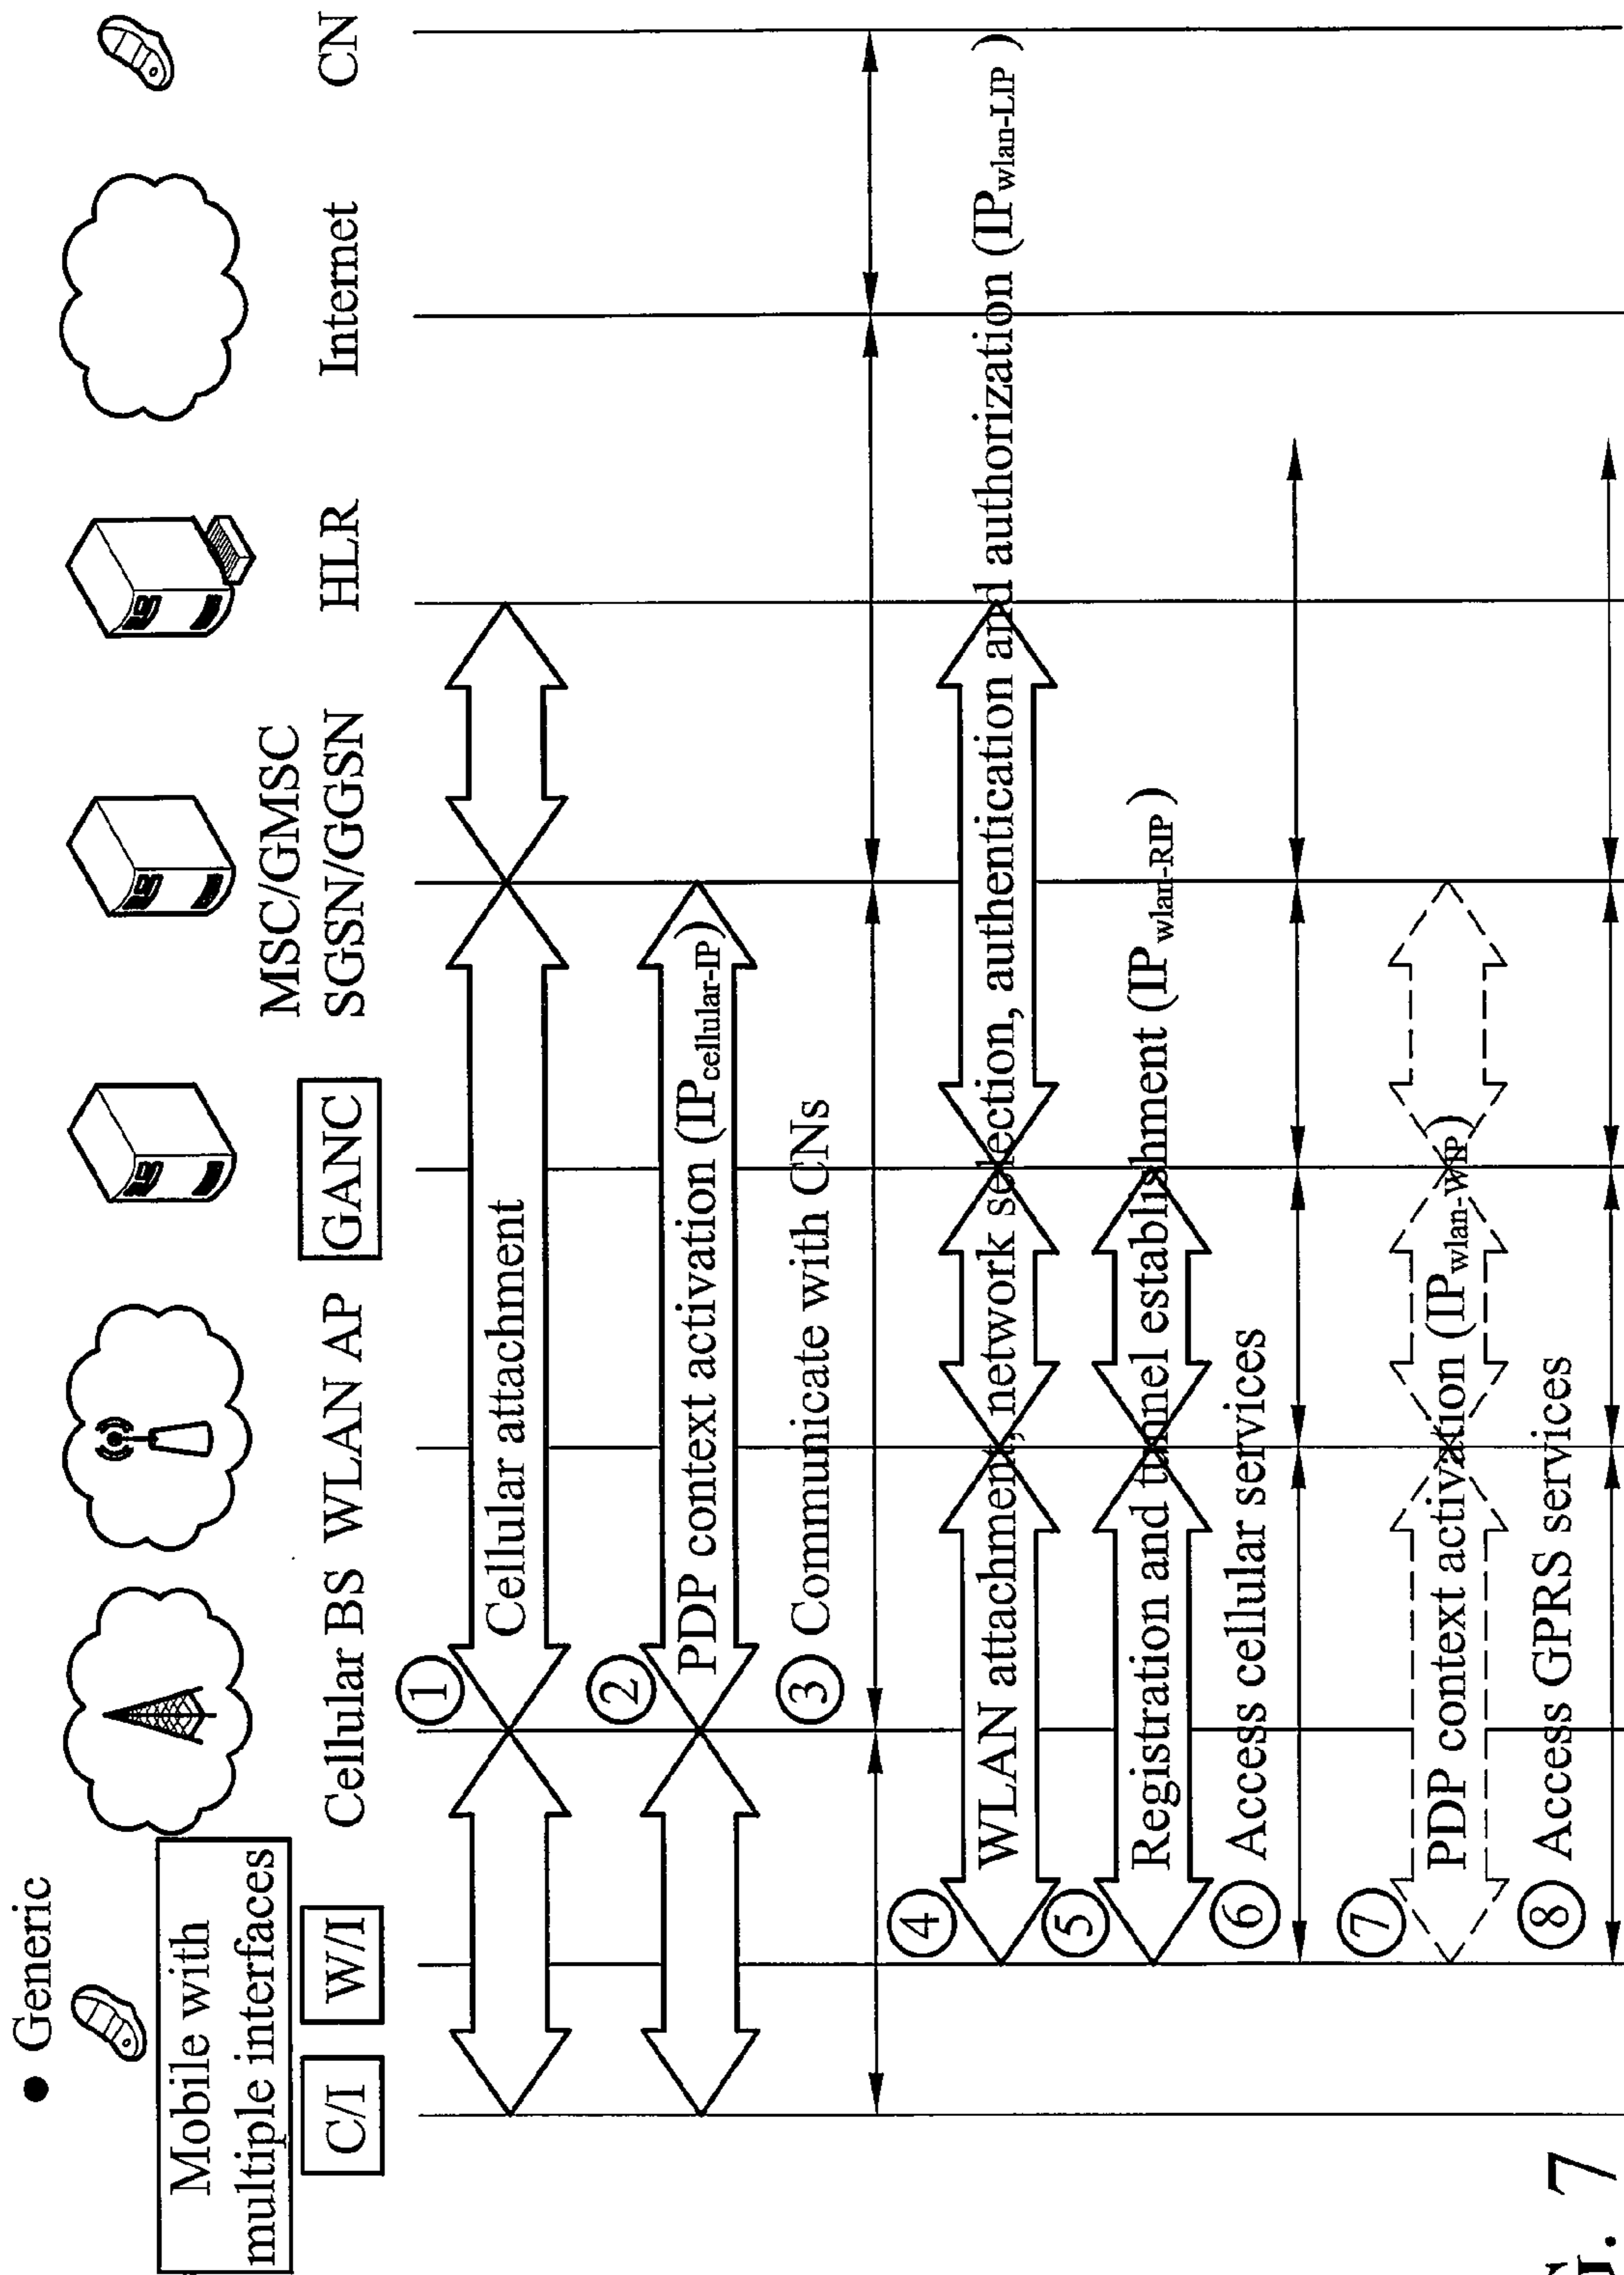 • Generic
Mobile with
multiple interfaces
C/I
W/I
Cellular BS
WLAN AP
GANC
MSC/GMSC
SGSN/GGSN
HLR
Internet
CN
① Cellular attachment
② PDP context activation (IPcellular-IP)
③ Communicate with CNs
④ WLAN attachment, network selection, authentication and authorization (IPwlan-LIP)
⑤ Registration and tunnel establishment (IPwlan-RIP)
⑥ Access cellular services
⑦ PDP context activation (IPwlan-WIP)
⑧ Access GPRS services
G. 7